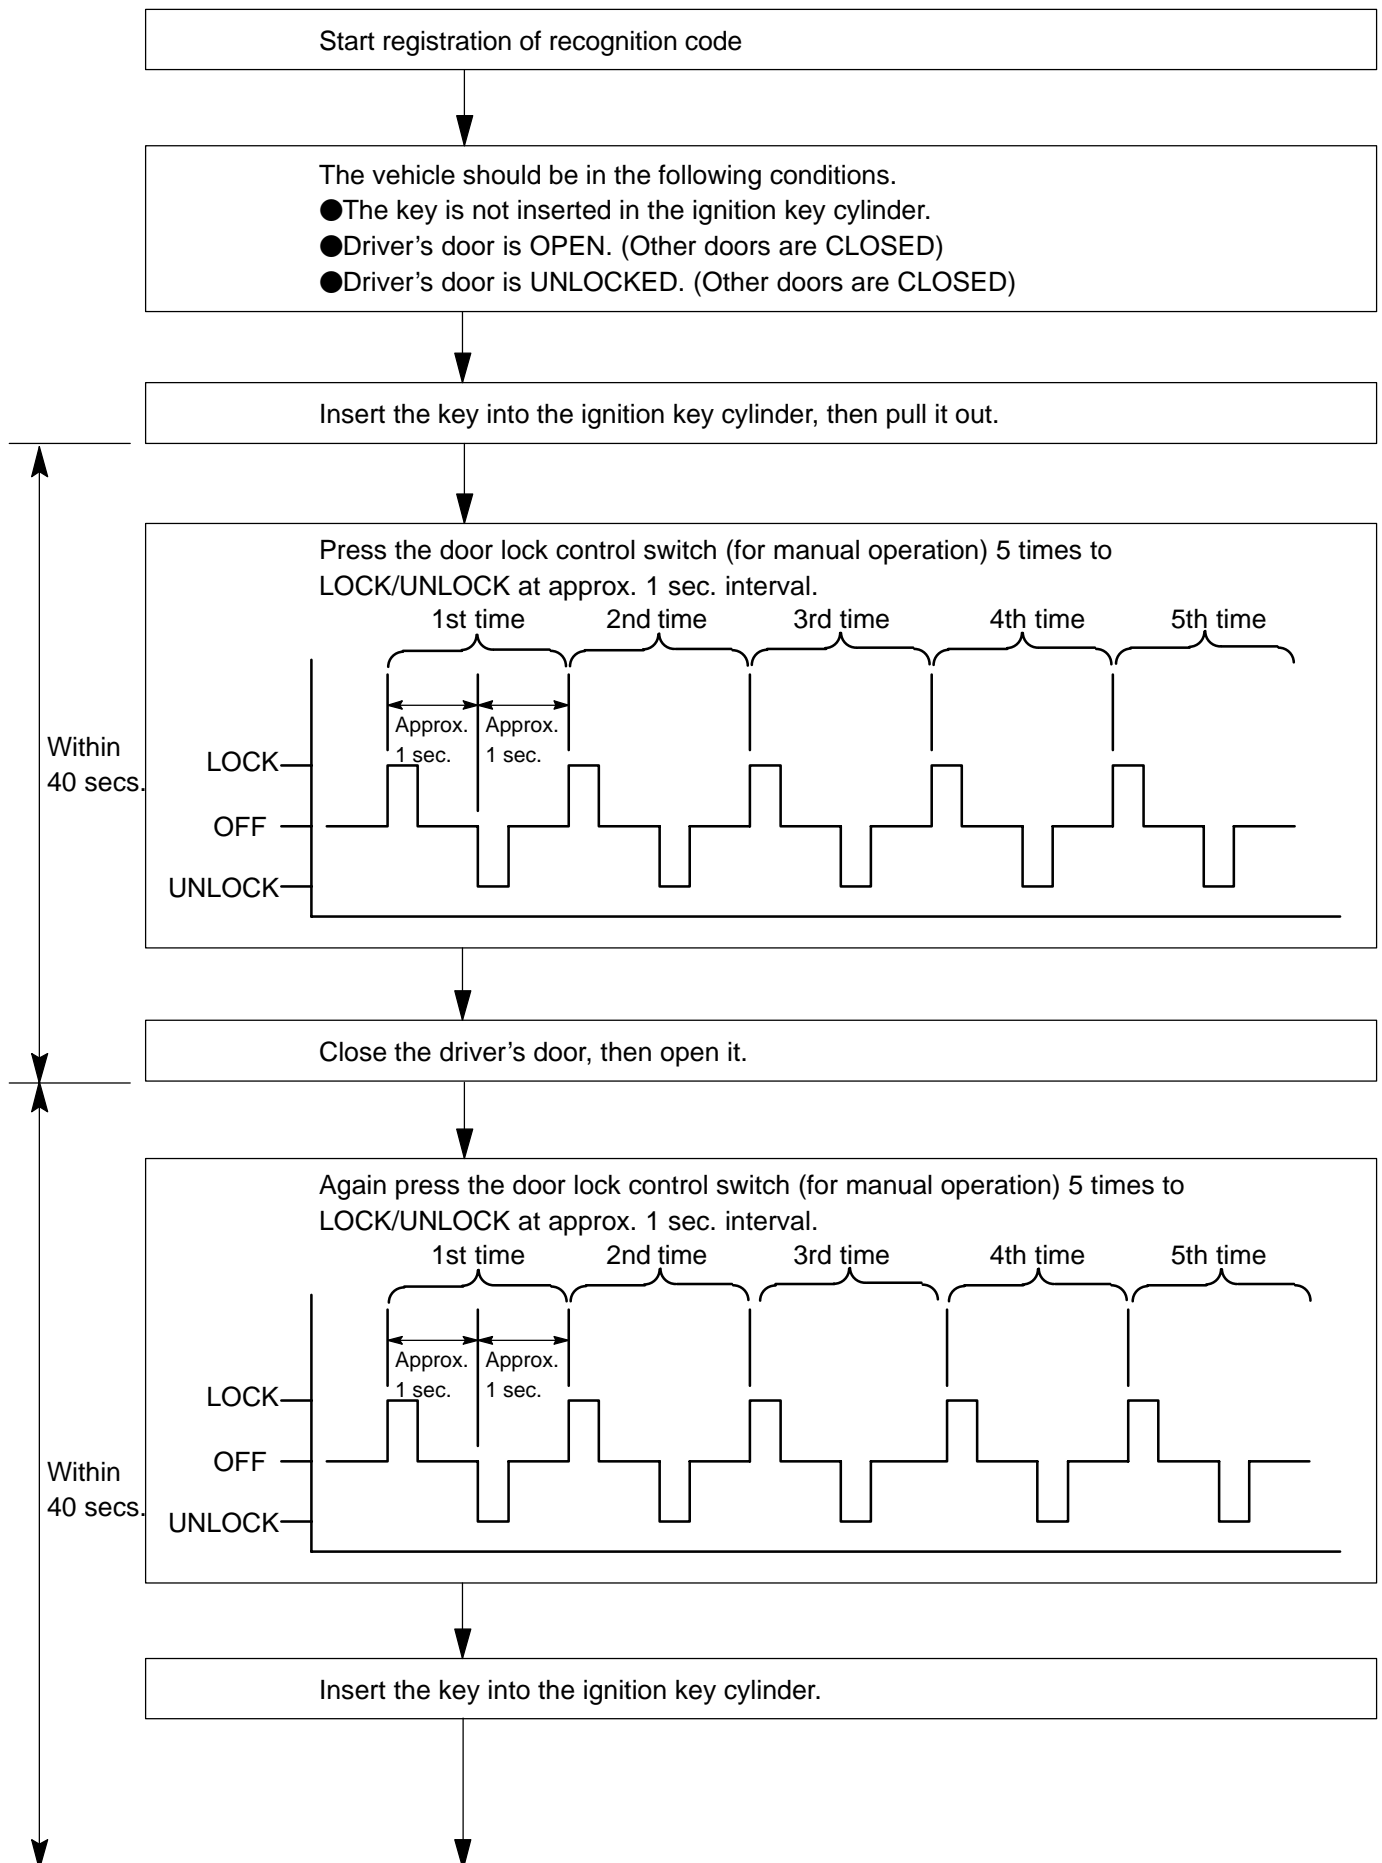 Start registration of recognition code
The vehicle should be in the following conditions.
●The key is not inserted in the ignition key cylinder.
●Driver's door is OPEN. (Other doors are CLOSED)
●Driver's door is UNLOCKED. (Other doors are CLOSED)
Insert the key into the ignition key cylinder, then pull it out.
Within
40 secs.
Press the door lock control switch (for manual operation) 5 times to
LOCK/UNLOCK at approx. 1 sec. interval.
1st time 2nd time 3rd time 4th time 5th time
Approx. Approx.
1 sec. 1 sec.
LOCK
OFF
UNLOCK
Close the driver's door, then open it.
Within
40 secs.
Again press the door lock control switch (for manual operation) 5 times to
LOCK/UNLOCK at approx. 1 sec. interval.
1st time 2nd time 3rd time 4th time 5th time
Approx. Approx.
1 sec. 1 sec.
LOCK
OFF
UNLOCK
Insert the key into the ignition key cylinder.